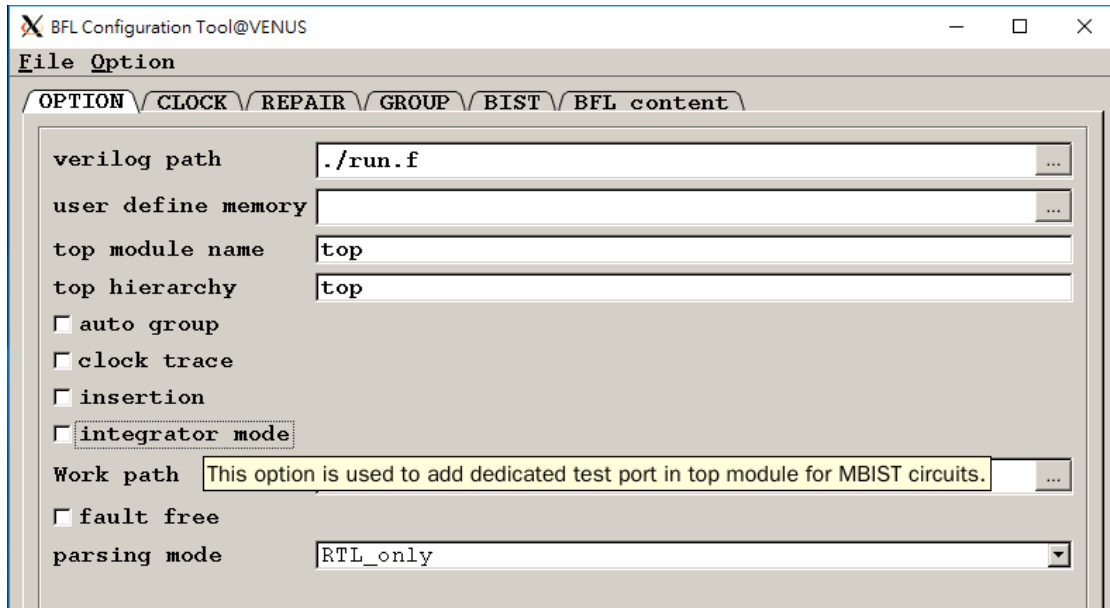 BFL Configuration Tool@VENUS
File Option
OPTION CLOCK REPAIR GROUP BIST BFL content
verilog path ./run.f ...
user define memory ...
top module name top
top hierarchy top
auto group
clock trace
insertion
integrator mode
Work path ...
This option is used to add dedicated test port in top module for MBIST circuits.
fault free
parsing mode RTL_only